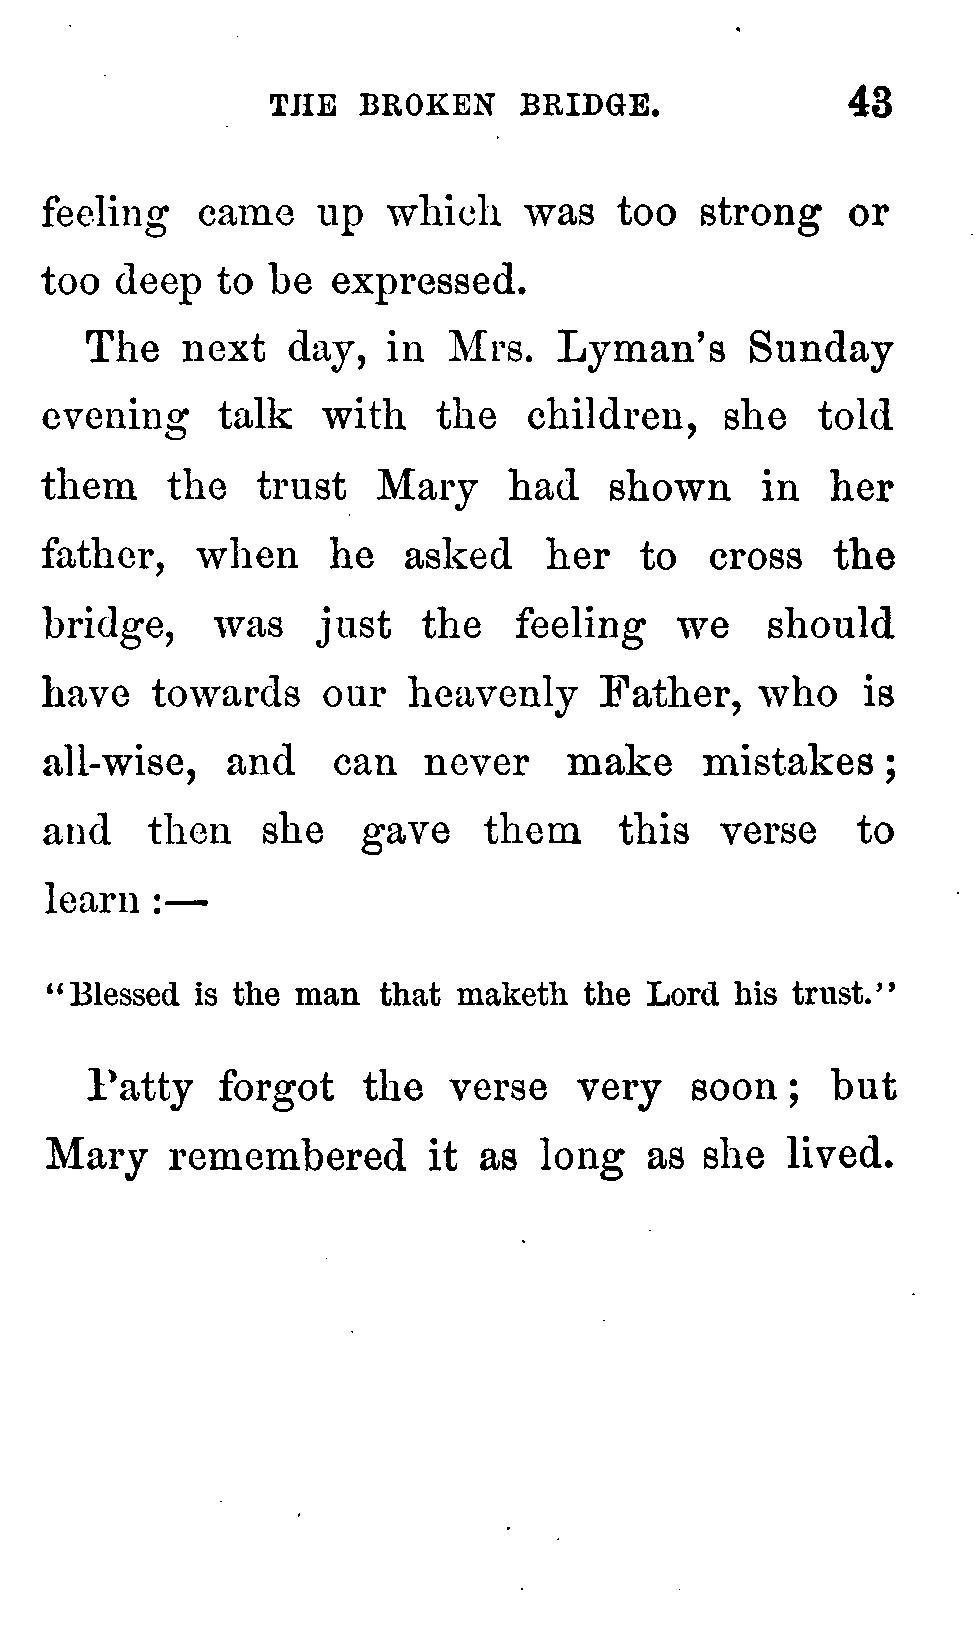 THE BROKEN BRIDGE. 43
feeling came up which was too strong or
too deep to be expressed.
The next day, in Mrs. Lyman's Sunday
evening talk with the children, she told
them the trust Mary had shown in her
father, when he asked her to cross the
bridge, was just the feeling we should
have towards our heavenly Father, who is
all-wise, and can never make mistakes;
and then she gave them this verse to
learn:—
"Blessed is the man that maketh the Lord his trust."
Patty forgot the verse very soon; but
Mary remembered it as long as she lived.